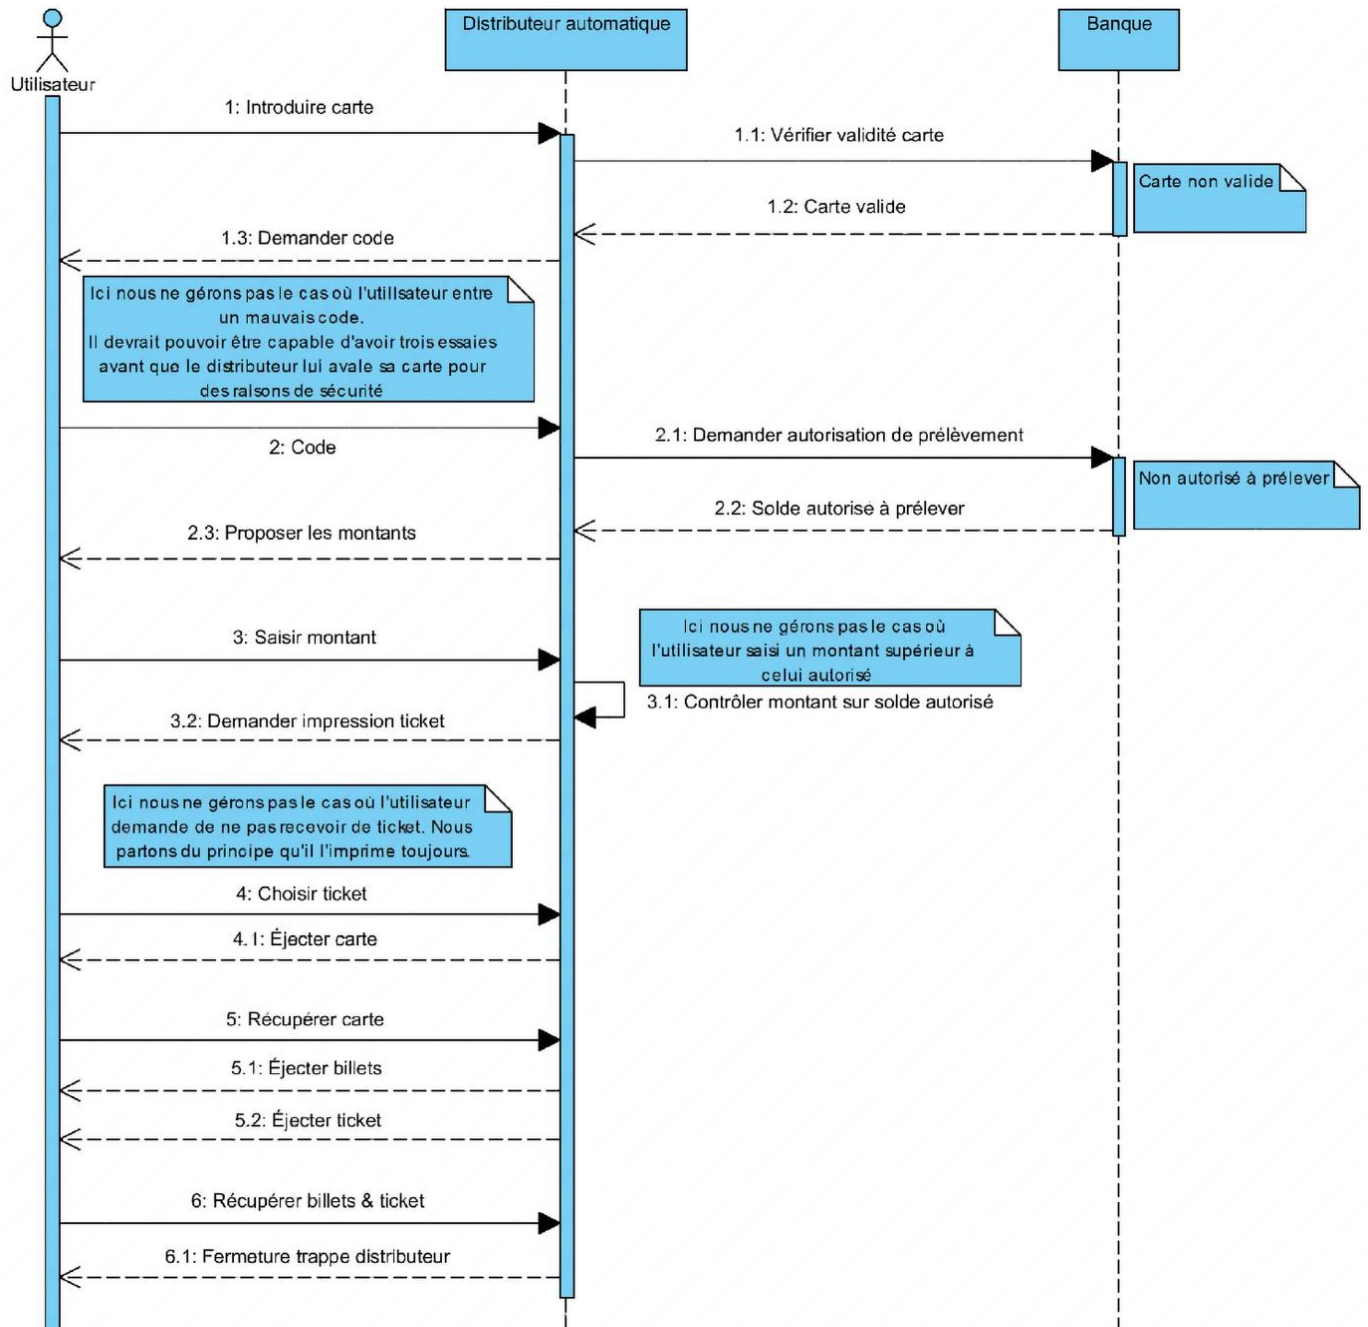 Distributeur automatique
Banque
Utilisateur
1: Introduire carte
1.1: Vérifier validité carte
Carte non valide
1.2: Carte valide
1.3: Demander code
Ici nous ne gérons pas le cas où l'utilisateur entre
un mauvais code.
Il devrait pouvoir être capable d'avoir trois essaies
avant que le distributeur lui avale sa carte pour
des raisons de sécurité
2: Code
2.1: Demander autorisation de prélèvement
Non autorisé à prélever
2.2: Solde autorisé à prélever
2.3: Proposer les montants
Ici nous ne gérons pas le cas où
l'utilisateur saisi un montant supérieur à
celui autorisé
3: Saisir montant
3.1: Contrôler montant sur solde autorisé
3.2: Demander impression ticket
Ici nous ne gérons pas le cas où l'utilisateur
demande de ne pas recevoir de ticket. Nous
partons du principe qu'il l'imprime toujours.
4: Choisir ticket
4.1: Éjecter carte
5: Récupérer carte
5.1: Éjecter billets
5.2: Éjecter ticket
6: Récupérer billets & ticket
6.1: Fermeture trappe distributeur